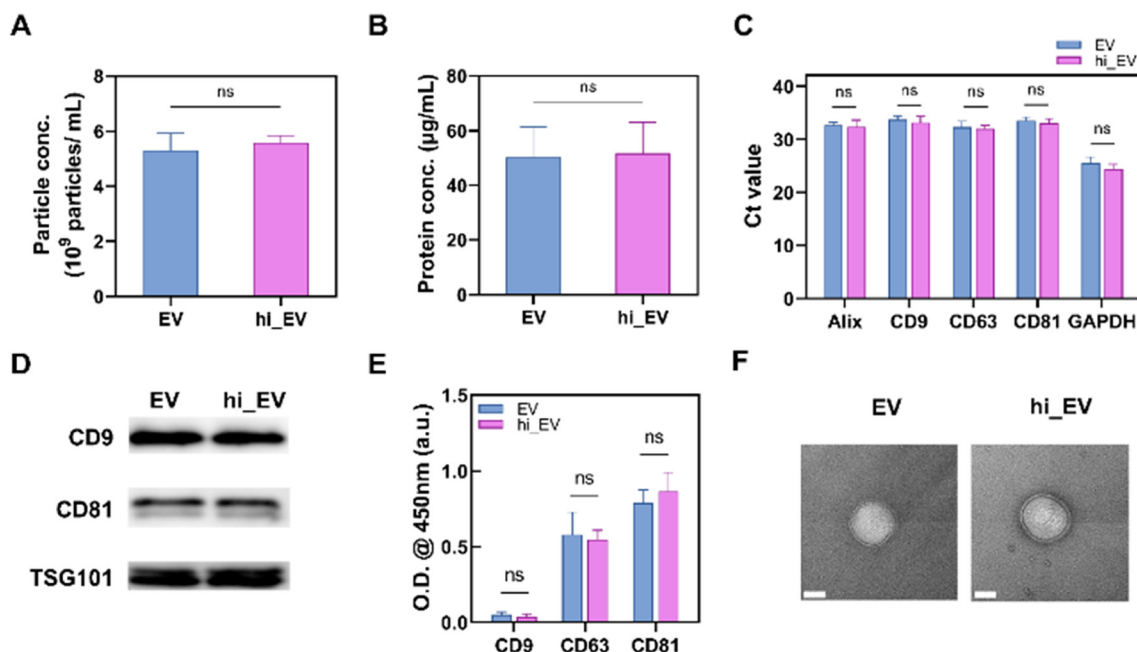 A
Particle conc.
(10⁹ particles/ mL)
8
6
4
2
0
ns
EV
hi_EV
B
Protein conc. (µg/mL)
80
60
40
20
0
ns
EV
hi_EV
C
EV
hi_EV
Ct value
40
30
20
10
0
ns
ns
ns
ns
ns
Alix
CD9
CD63
CD81
GAPDH
D
EV
hi_EV
CD9
CD81
TSG101
E
O.D. @ 450nm (a.u.)
1.5
1.0
0.5
0.0
EV
hi_EV
ns
ns
ns
CD9
CD63
CD81
F
EV
hi_EV